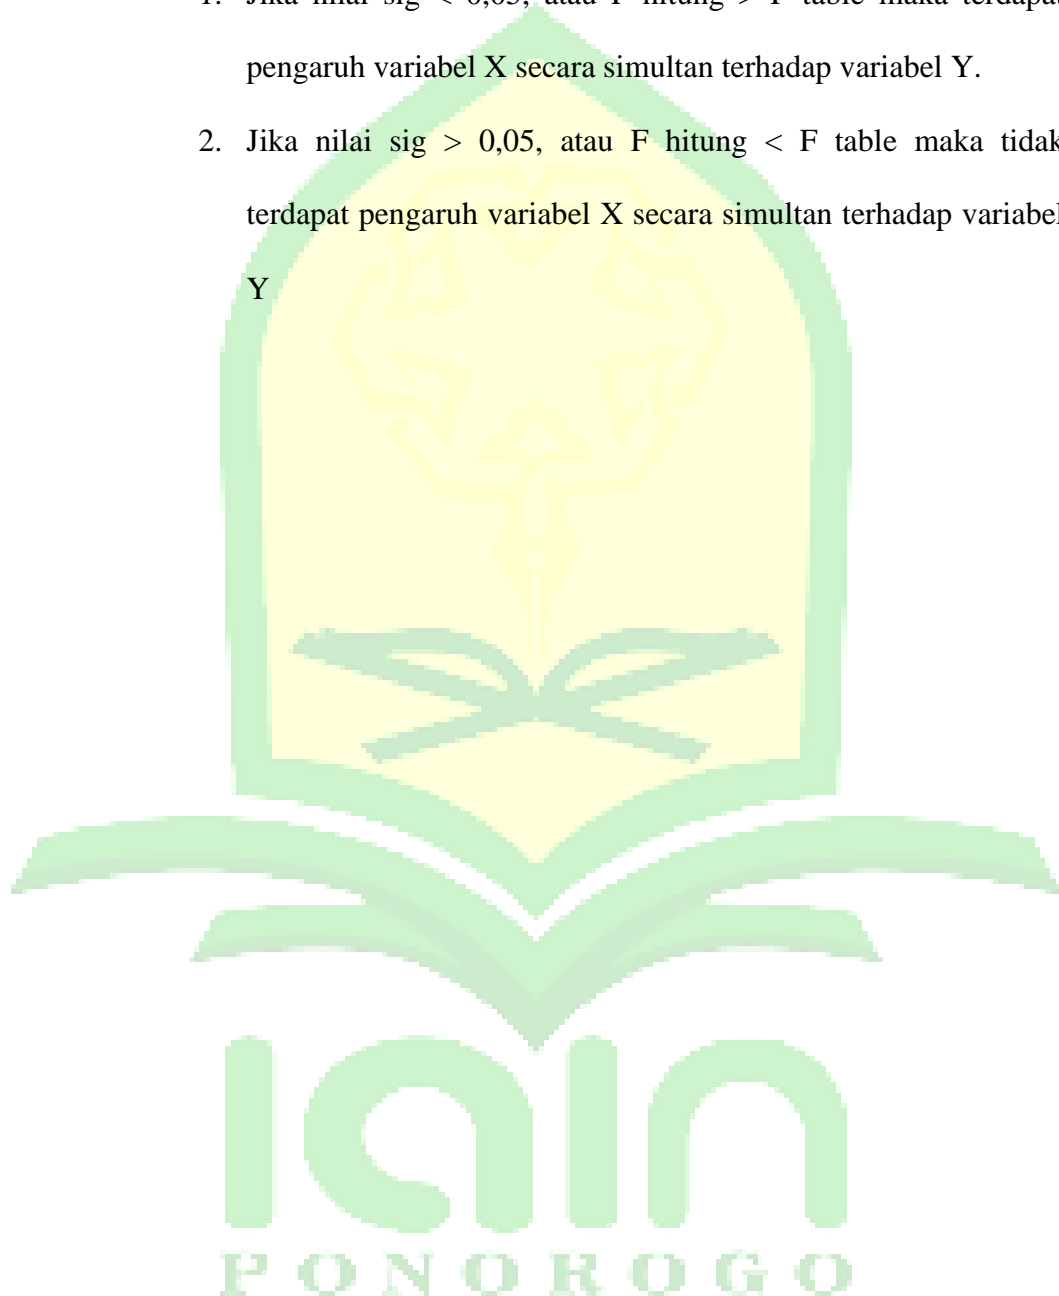 1. Jika nilai sig < 0,05, atau F hitung > F table maka terdapat
pengaruh variabel X secara simultan terhadap variabel Y.
2. Jika nilai sig > 0,05, atau F hitung < F table maka tidak
terdapat pengaruh variabel X secara simultan terhadap variabel
Y
iain
PONOROGO